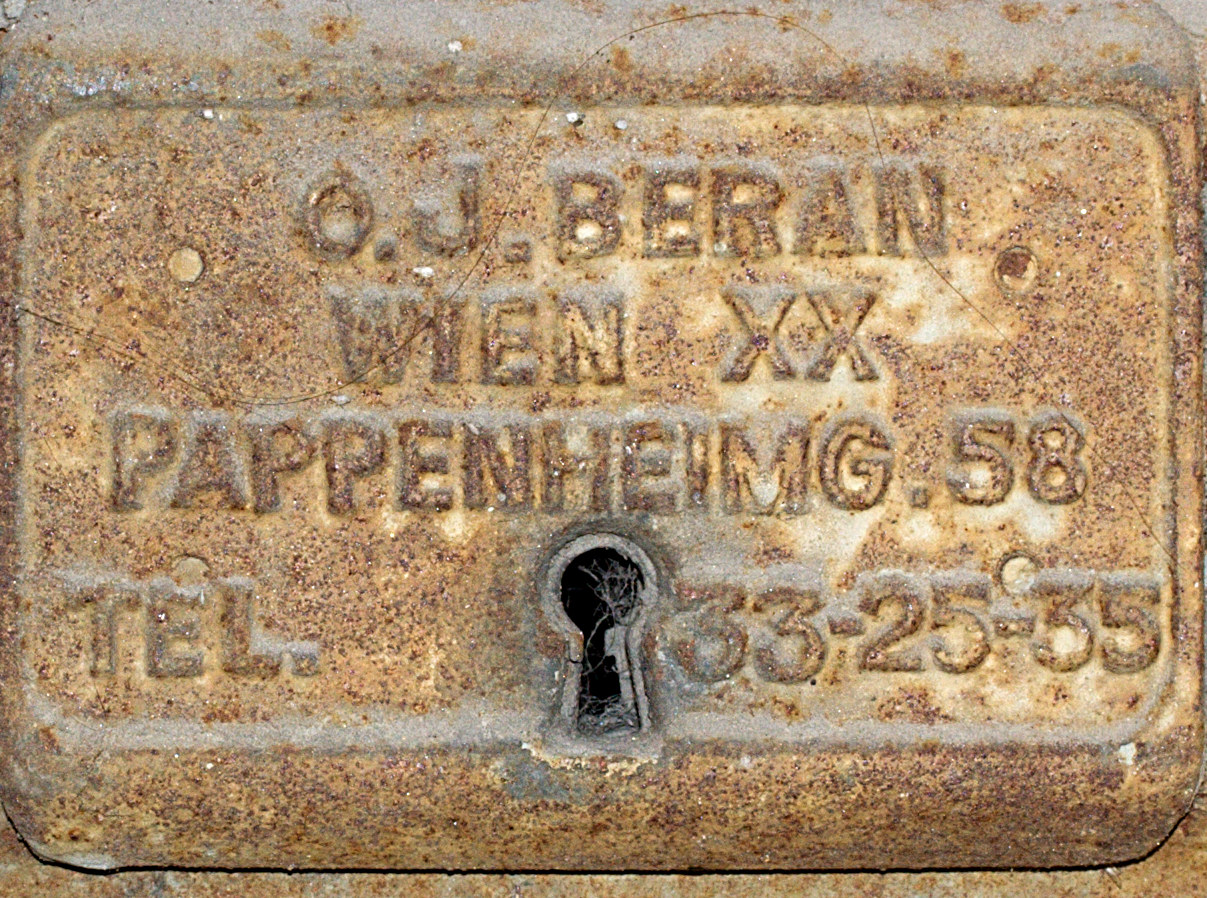 O.J. BERAN
WIEN XX
PAPPENHEIMG. 58
TEL. 33-25-35